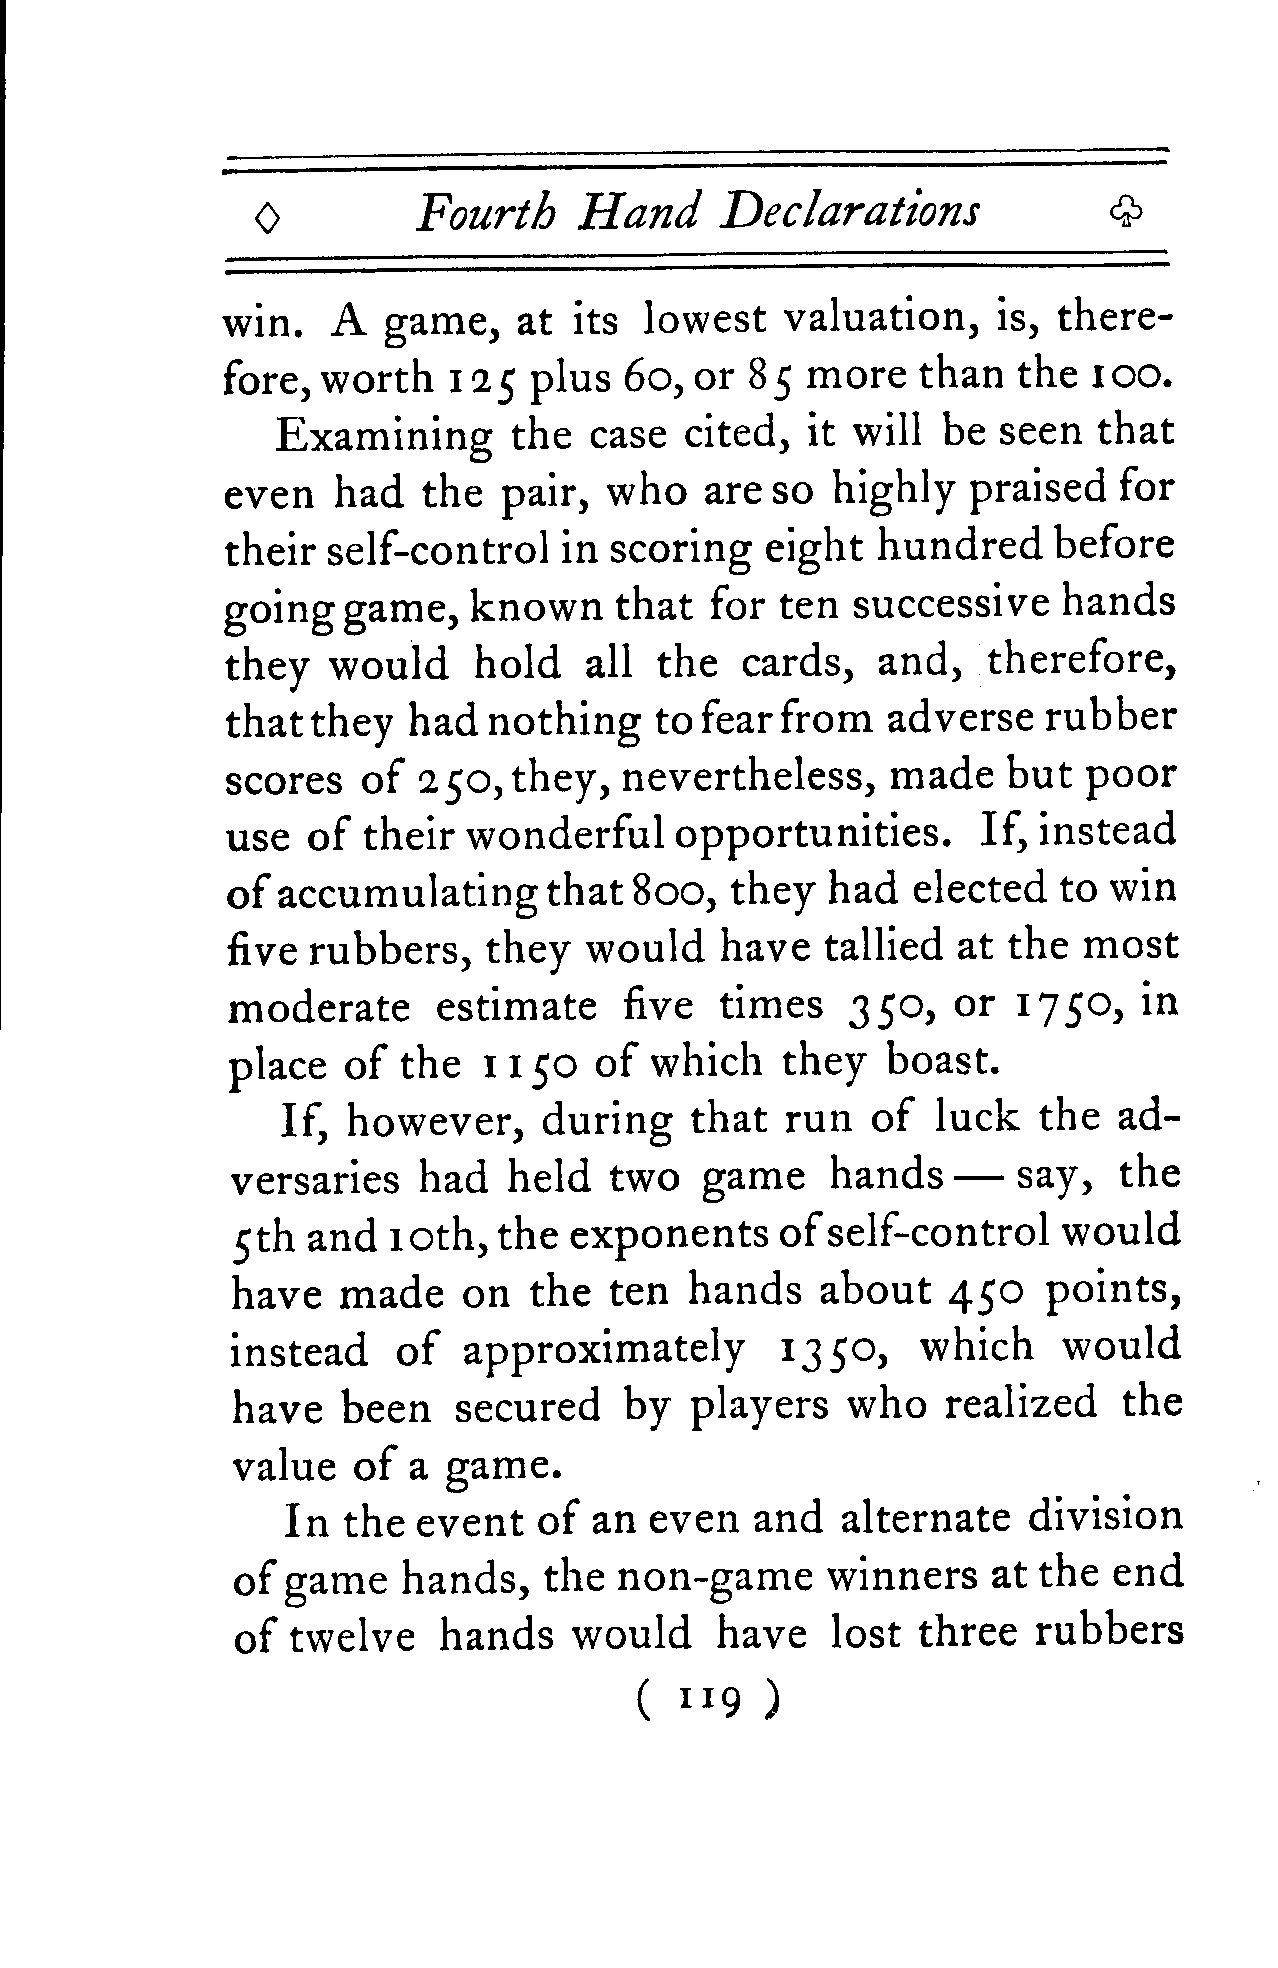 ◇ Fourth Hand Declarations ♧
win. A game, at its lowest valuation, is, there-
fore, worth 125 plus 60, or 85 more than the 100.
Examining the case cited, it will be seen that
even had the pair, who are so highly praised for
their self-control in scoring eight hundred before
going game, known that for ten successive hands
they would hold all the cards, and, therefore,
that they had nothing to fear from adverse rubber
scores of 250, they, nevertheless, made but poor
use of their wonderful opportunities. If, instead
of accumulating that 800, they had elected to win
five rubbers, they would have tallied at the most
moderate estimate five times 350, or 1750, in
place of the 1150 of which they boast.
If, however, during that run of luck the ad-
versaries had held two game hands — say, the
5th and 10th, the exponents of self-control would
have made on the ten hands about 450 points,
instead of approximately 1350, which would
have been secured by players who realized the
value of a game.
In the event of an even and alternate division
of game hands, the non-game winners at the end
of twelve hands would have lost three rubbers
( 119 )